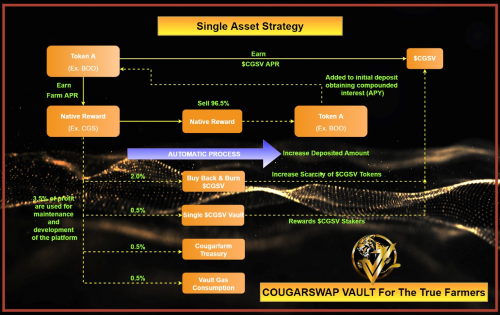 Single Asset Strategy
Token A
(Ex, BOO)
Earn
$CGSV APR
$CGSV
Earn
Farm APR
Added to initial deposit
obtaining compounded
interest (APY)
Native Reward
(Ex, CGS)
Sell 96.5%
Native Reward
Token A
(Ex, BOO)
AUTOMATIC PROCESS
Increase Deposited Amount
3.5% of profit
are used for
maintenance
and
development
of the platform
2.0%
Buy Back & Burn
$CGSV
Increase Scarcity of $CGSV Tokens
0.5%
Single $CGSV Vault
Rewards $CGSV Stakers
0.5%
Cougarfarm
Treasury
0.5%
Vault Gas
Consumption
COUGARSWAP VAULT For The True Farmers